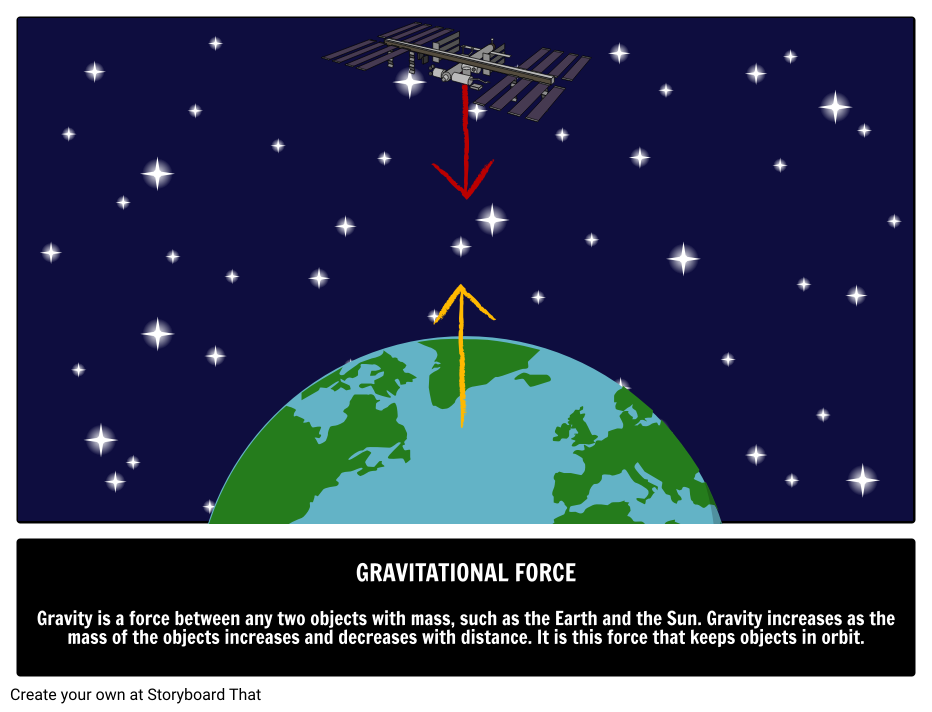 GRAVITATIONAL FORCE
Gravity is a force between any two objects with mass, such as the Earth and the Sun. Gravity increases as the
mass of the objects increases and decreases with distance. It is this force that keeps objects in orbit.
Create your own at Storyboard That